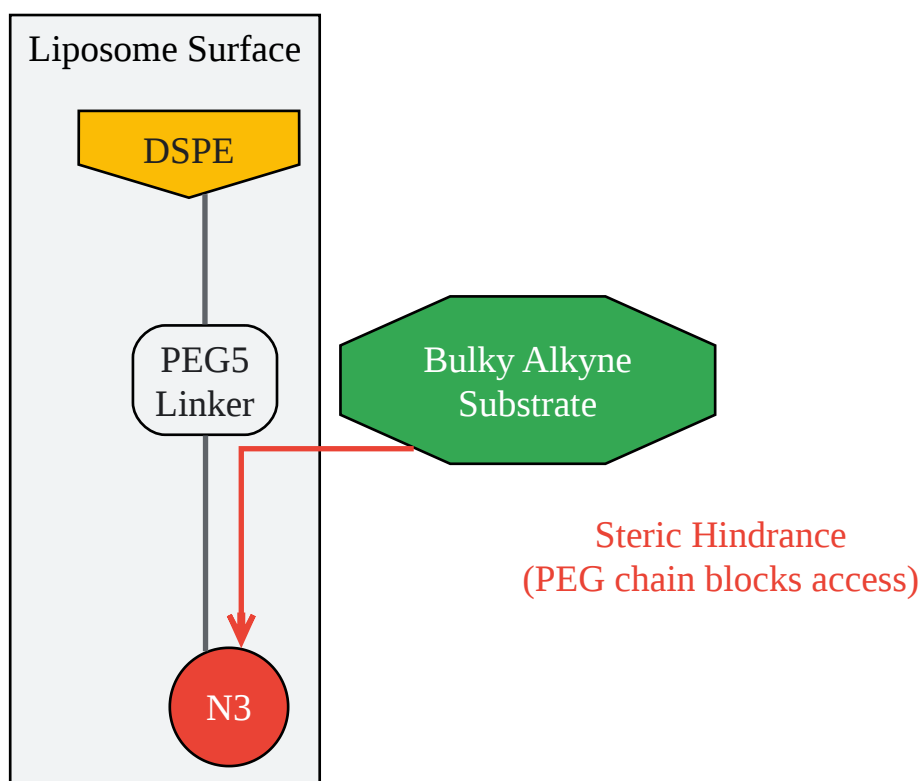 Liposome Surface
DSPE
PEG5
Linker
Bulky Alkyne
Substrate
Steric Hindrance
(PEG chain blocks access)
N3